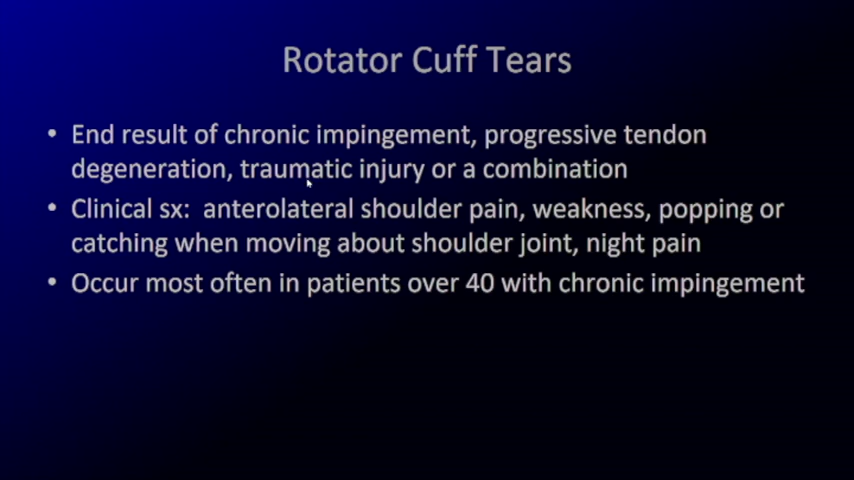 Rotator Cuff Tears
• End result of chronic impingement, progressive tendon
degeneration, traumatic injury or a combination
• Clinical sx:  anterolateral shoulder pain, weakness, popping or
catching when moving about shoulder joint, night pain
• Occur most often in patients over 40 with chronic impingement